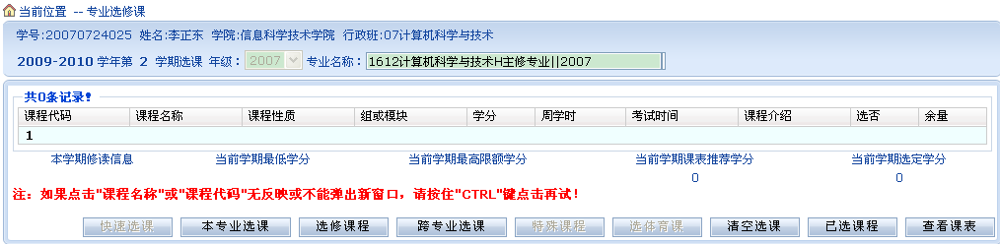 当前位置 -- 专业选修课
学号:20070724025 姓名:李正东 学院:信息科学技术学院 行政班:07计算机科学与技术
2009-2010 学年第 2 学期选课 年级： 2007 专业名称： 1612计算机科学与技术H主修专业||2007
共0条记录!
课程代码 课程名称 课程性质 组或模块 学分 周学时 考试时间 课程介绍 选否 余量
1
本学期修读信息 当前学期最低学分 当前学期最高限额学分 当前学期课表推荐学分 当前学期选定学分
0 0
注：如果点击"课程名称"或"课程代码"无反映或不能弹出新窗口，请按住"CTRL"键点击再试！
快速选课 本专业选课 选修课程 跨专业选课 特殊课程 选体育课 清空选课 已选课程 查看课表